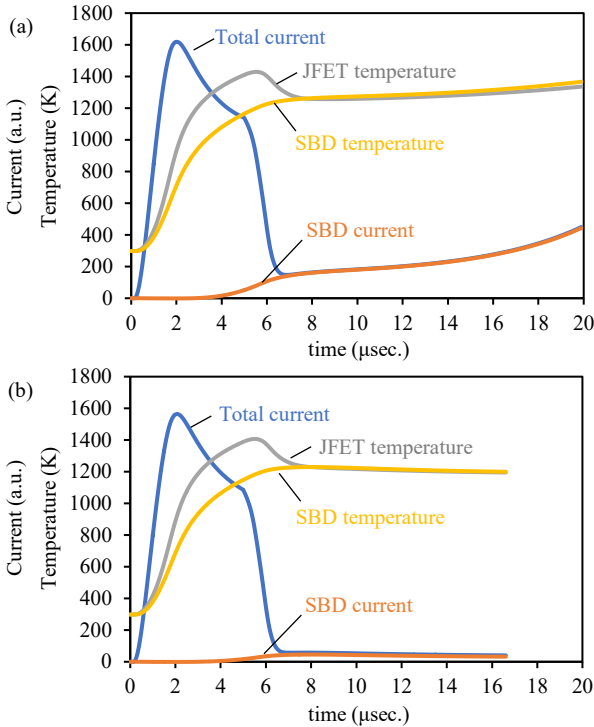 (a)
Current (a.u.)
Temperature (K)
1800
1600
1400
1200
1000
800
600
400
200
0
Total current
JFET temperature
SBD temperature
SBD current
0 2 4 6 8 10 12 14 16 18 20
time (μsec.)
(b)
Current (a.u.)
Temperature (K)
1800
1600
1400
1200
1000
800
600
400
200
0
Total current
JFET temperature
SBD temperature
SBD current
0 2 4 6 8 10 12 14 16 18 20
time (μsec.)